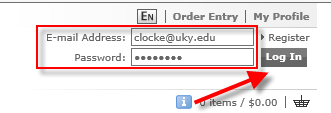 EN Order Entry My Profile
E-mail Address: clocke@uky.edu Register
Password: •••••••• Log In
i 0 items / $0.00